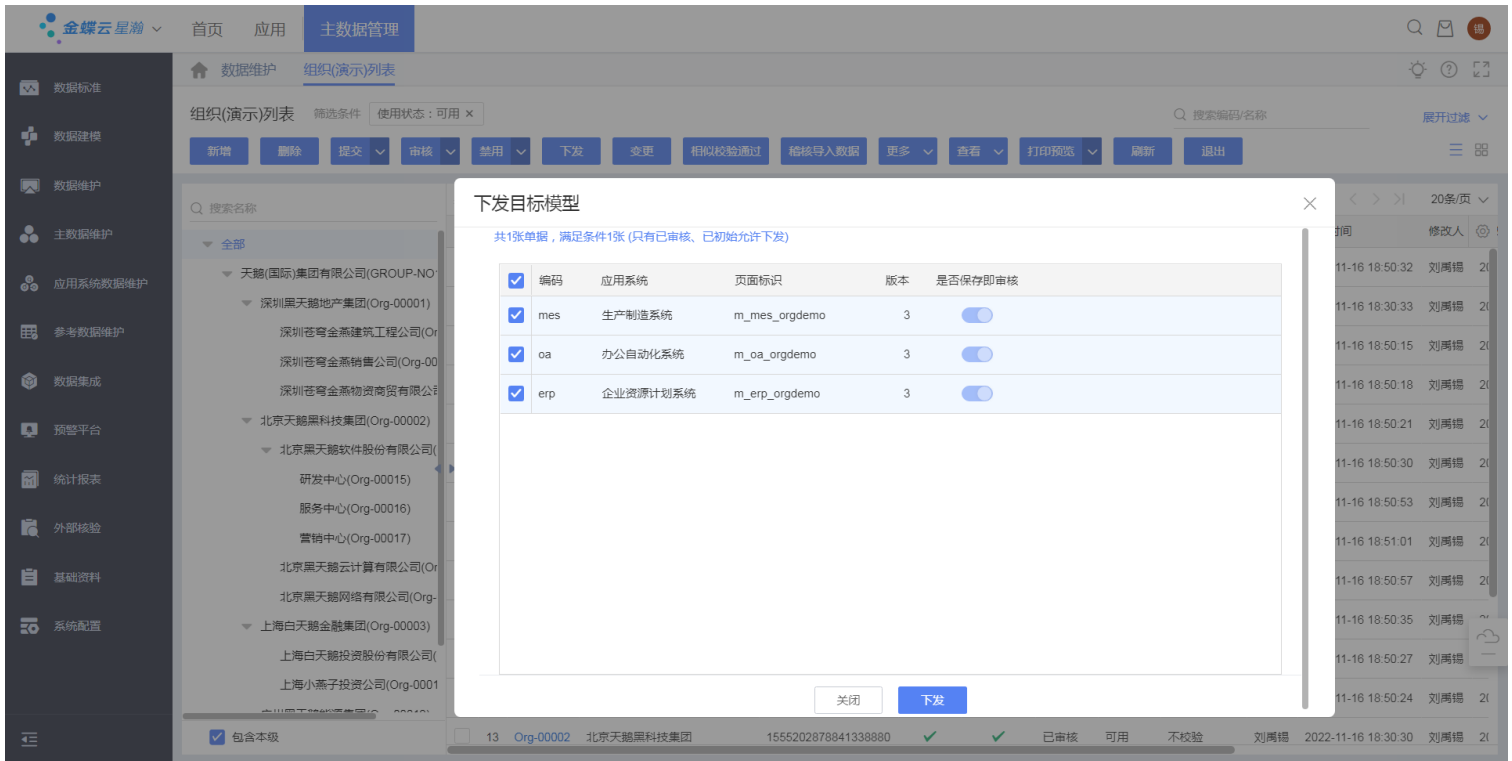 金蝶云 星瀚 首页 应用 主数据管理 锡
数据维护 组织(演示)列表
组织(演示)列表 筛选条件 使用状态：可用 × 搜索编码/名称 展开过滤
新增 删除 提交 审核 禁用 下发 变更 相似校验通过 稽核导入数据 更多 查看 打印预览 刷新 退出
数据标准
数据建模
数据维护
主数据维护
应用系统数据维护
参考数据维护
数据集成
预警平台
统计报表
外部核验
基础资料
系统配置
搜索名称
全部
天鹅(国际)集团有限公司(GROUP-NO
深圳黑天鹅地产集团(Org-00001)
深圳苍穹金燕建筑工程公司(Or
深圳苍穹金燕销售公司(Org-00
深圳苍穹金燕物资商贸有限公司
北京天鹅黑科技集团(Org-00002)
北京黑天鹅软件股份有限公司(
研发中心(Org-00015)
服务中心(Org-00016)
营销中心(Org-00017)
北京黑天鹅云计算有限公司(Or
北京黑天鹅网络有限公司(Org-
上海白天鹅金融集团(Org-00003)
上海白天鹅投资股份有限公司(
上海小燕子投资公司(Org-0001
包含本级
下发目标模型
共1张单据，满足条件1张 (只有已审核、已初始允许下发)
编码 应用系统 页面标识 版本 是否保存即审核
mes 生产制造系统 m_mes_orgdemo 3
oa 办公自动化系统 m_oa_orgdemo 3
erp 企业资源计划系统 m_erp_orgdemo 3
关闭 下发
20条/页
时间 修改人
11-16 18:50:32 刘禹锡 20
11-16 18:30:33 刘禹锡 20
11-16 18:50:15 刘禹锡 20
11-16 18:50:18 刘禹锡 20
11-16 18:50:21 刘禹锡 20
11-16 18:50:30 刘禹锡 20
11-16 18:50:53 刘禹锡 20
11-16 18:51:01 刘禹锡 20
11-16 18:50:57 刘禹锡 20
11-16 18:50:35 刘禹锡
11-16 18:50:27 刘禹锡
11-16 18:50:24 刘禹锡 20
13 Org-00002 北京天鹅黑科技集团 1555202878841338880 已审核 可用 不校验 刘禹锡 2022-11-16 18:30:30 刘禹锡 20